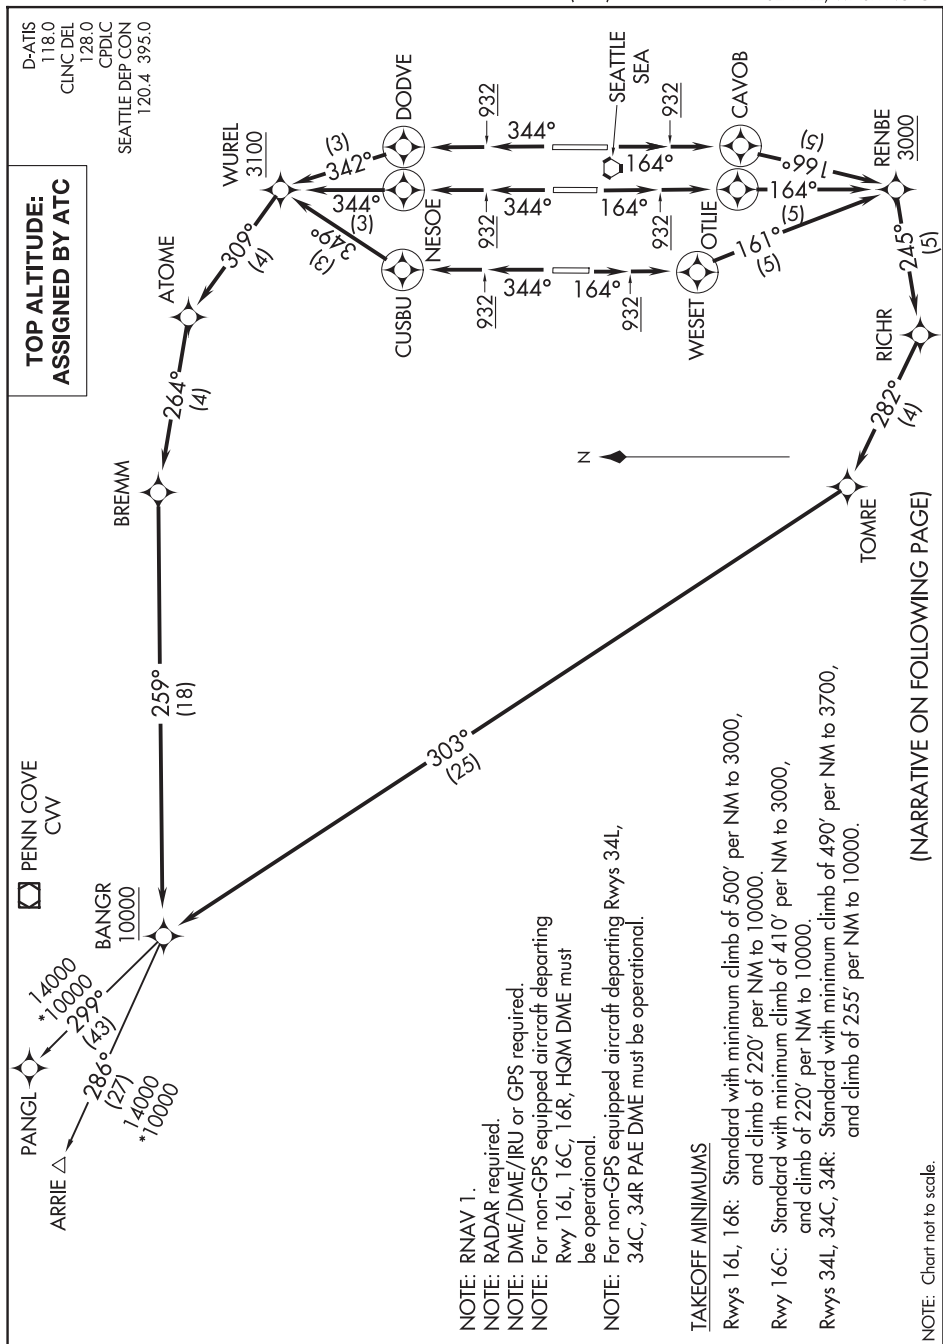 TOP ALTITUDE:
ASSIGNED BY ATC
D-ATIS
118.0
CLNC DEL
128.0
CPDLC
SEATTLE DEP CON
120.4 395.0
PENN COVE
CVV
PANGL
ARRIE
14000
*10000
299°
(43)
286°
(27)
14000
*10000
BANGR
10000
259°
(18)
BREMM
264°
(4)
ATOME
309°
(4)
WUREL
3100
349°
(3)
344°
(3)
342°
(3)
CUSBU
NESOE
DODVE
932
932
932
344°
344°
344°
SEATTLE
SEA
164°
164°
164°
932
932
932
WESET
OTLIE
CAVOB
161°
(5)
164°
(5)
166°
(5)
RENBE
3000
245°
(5)
RICHR
282°
(4)
TOMRE
303°
(25)
N
NOTE: RNAV 1.
NOTE: RADAR required.
NOTE: DME/DME/IRU or GPS required.
NOTE: For non-GPS equipped aircraft departing
Rwy 16L, 16C, 16R, HQM DME must
be operational.
NOTE: For non-GPS equipped aircraft departing Rwys 34L,
34C, 34R PAE DME must be operational.
TAKEOFF MINIMUMS
Rwys 16L, 16R: Standard with minimum climb of 500' per NM to 3000,
and climb of 220' per NM to 10000.
Rwy 16C: Standard with minimum climb of 410' per NM to 3000,
and climb of 220' per NM to 10000.
Rwys 34L, 34C, 34R: Standard with minimum climb of 490' per NM to 3700,
and climb of 255' per NM to 10000.
(NARRATIVE ON FOLLOWING PAGE)
NOTE: Chart not to scale.